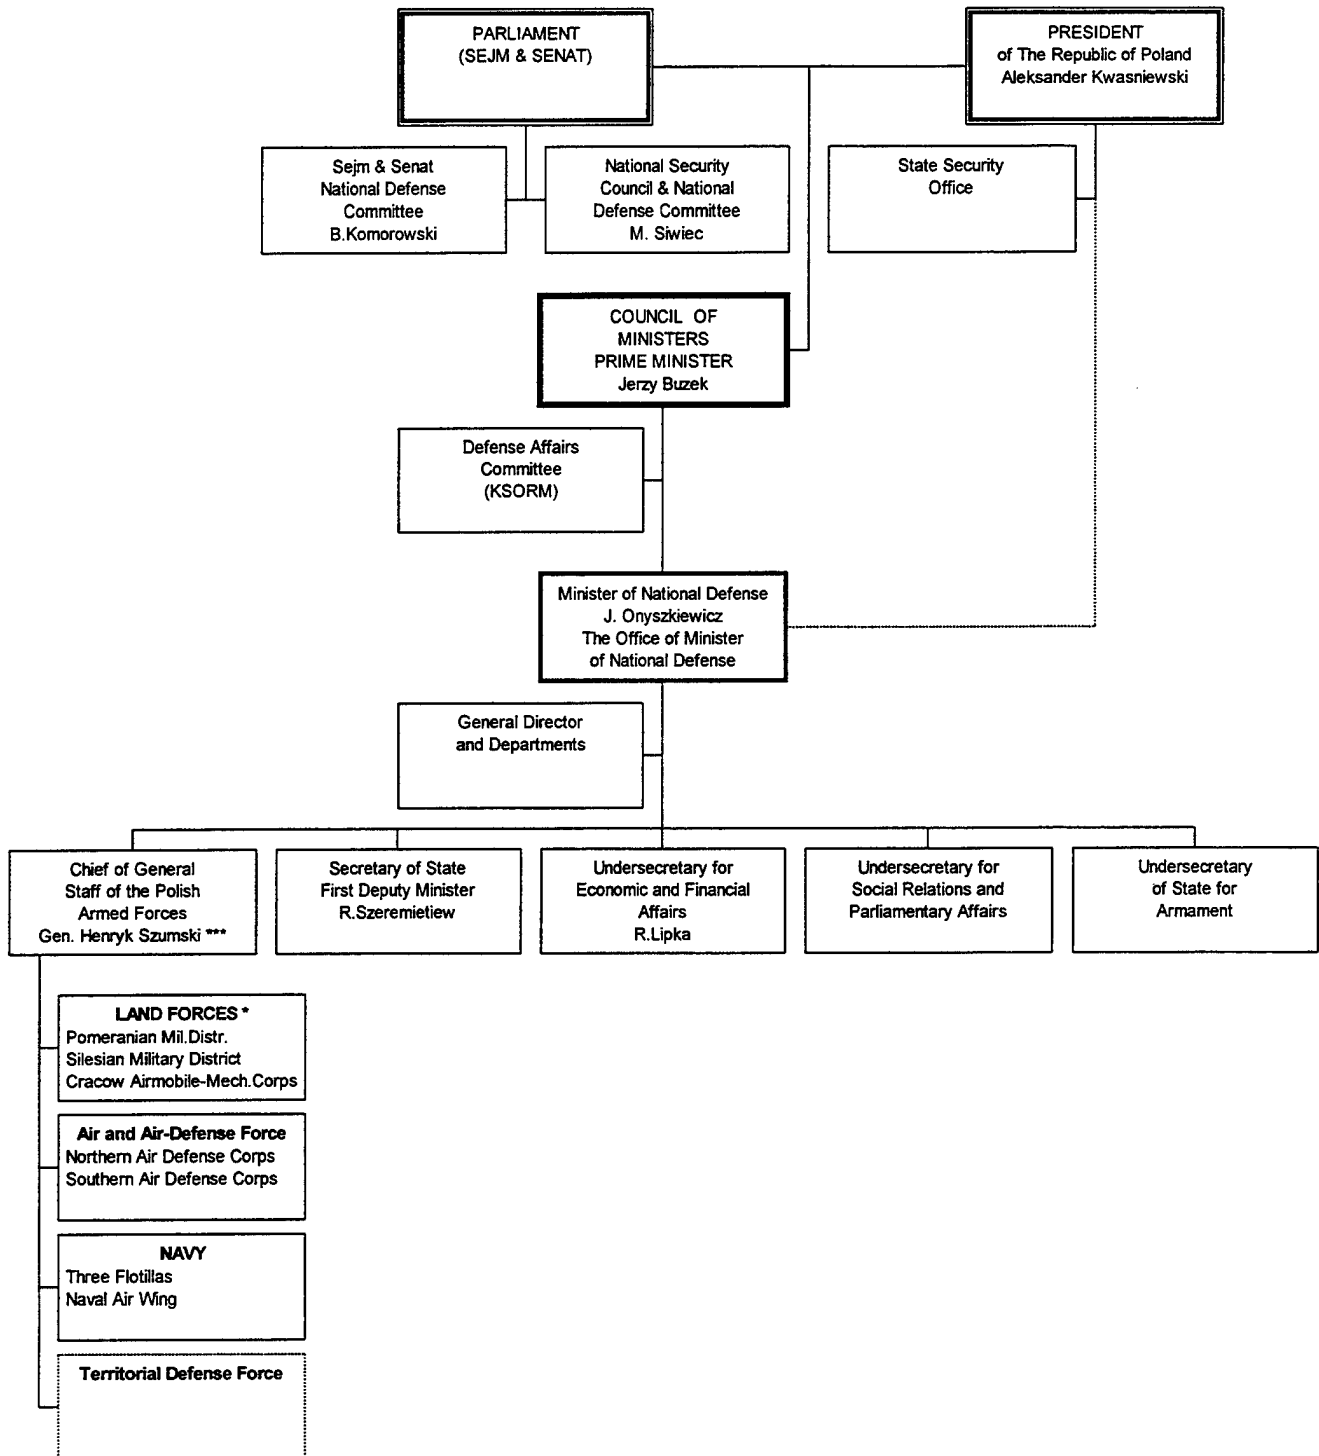 PARLIAMENT
(SEJM & SENAT)
PRESIDENT
of The Republic of Poland
Aleksander Kwasniewski
Sejm & Senat
National Defense
Committee
B.Komorowski
National Security
Council & National
Defense Committee
M. Siwiec
State Security
Office
COUNCIL OF
MINISTERS
PRIME MINISTER
Jerzy Buzek
Defense Affairs
Committee
(KSORM)
Minister of National Defense
J. Onyszkiewicz
The Office of Minister
of National Defense
General Director
and Departments
Chief of General
Staff of the Polish
Armed Forces
Gen. Henryk Szumski ***
Secretary of State
First Deputy Minister
R.Szeremietiew
Undersecretary for
Economic and Financial
Affairs
R.Lipka
Undersecretary for
Social Relations and
Parliamentary Affairs
Undersecretary
of State for
Armament
LAND FORCES *
Pomeranian Mil.Distr.
Silesian Military District
Cracow Airmobile-Mech.Corps
Air and Air-Defense Force
Northern Air Defense Corps
Southern Air Defense Corps
NAVY
Three Flotillas
Naval Air Wing
Territorial Defense Force